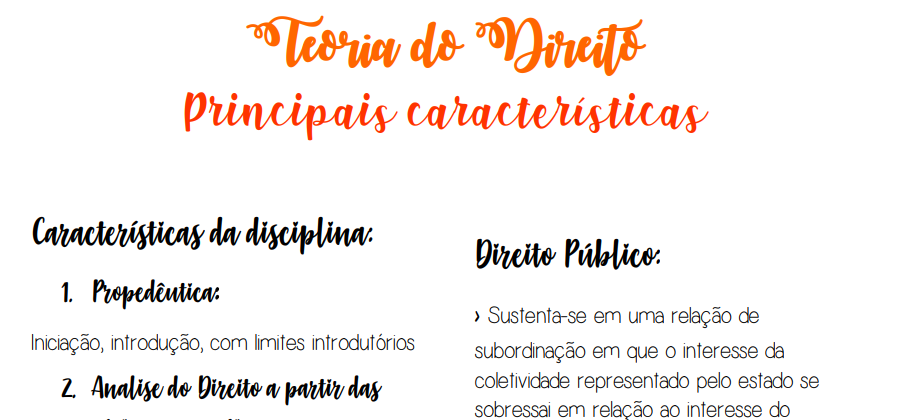 Teoria do Direito
Principais características
Características da disciplina:
1. Propedêutica:
Iniciação, introdução, com limites introdutórios
2. Analise do Direito a partir das
Direito Público:
› Sustenta-se em uma relação de
subordinação em que o interesse da
coletividade representado pelo estado se
sobressai em relação ao interesse do